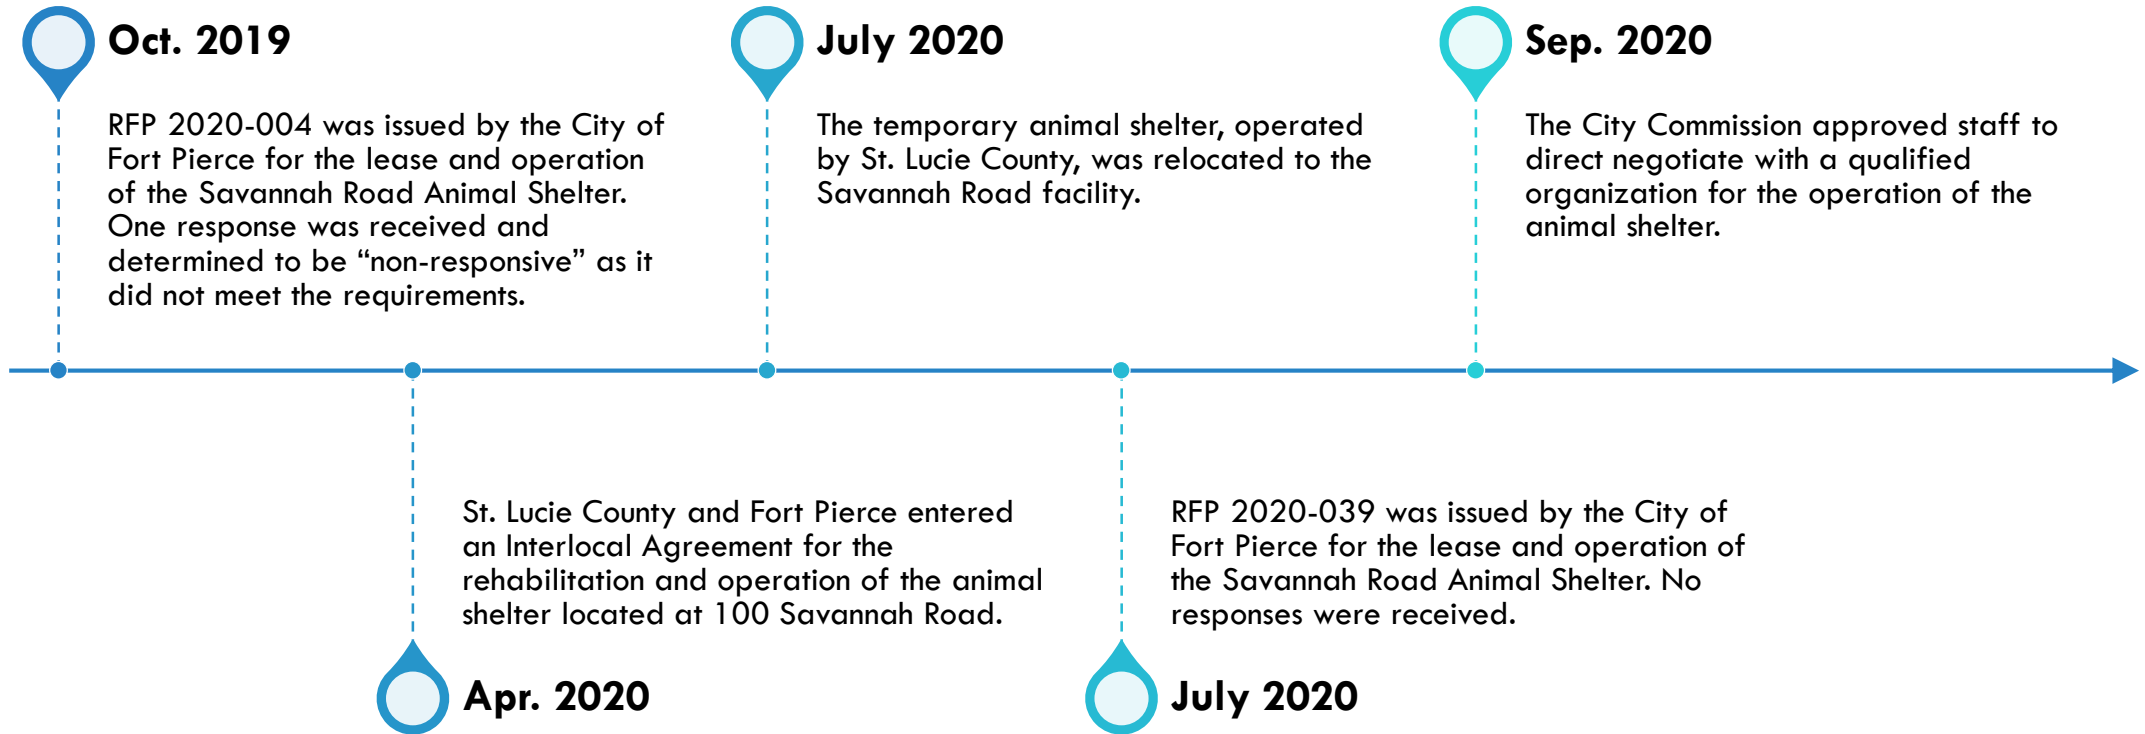 Oct. 2019
RFP 2020-004 was issued by the City of
Fort Pierce for the lease and operation
of the Savannah Road Animal Shelter.
One response was received and
determined to be “non-responsive” as it
did not meet the requirements.
St. Lucie County and Fort Pierce entered
an Interlocal Agreement for the
rehabilitation and operation of the animal
shelter located at 100 Savannah Road.
Apr. 2020
July 2020
The temporary animal shelter, operated
by St. Lucie County, was relocated to the
Savannah Road facility.
RFP 2020-039 was issued by the City of
Fort Pierce for the lease and operation of
the Savannah Road Animal Shelter. No
responses were received.
July 2020
Sep. 2020
The City Commission approved staff to
direct negotiate with a qualified
organization for the operation of the
animal shelter.